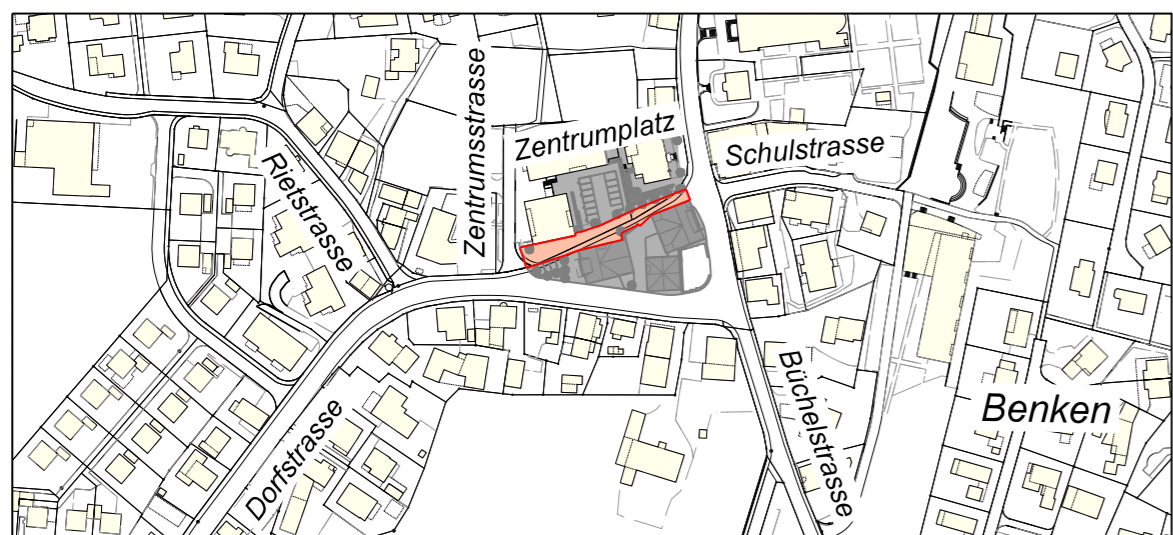 Zentrumsstrasse
Zentrumplatz
Schulstrasse
Rietstrasse
Benken
Büchelstrasse
Dorfstrasse